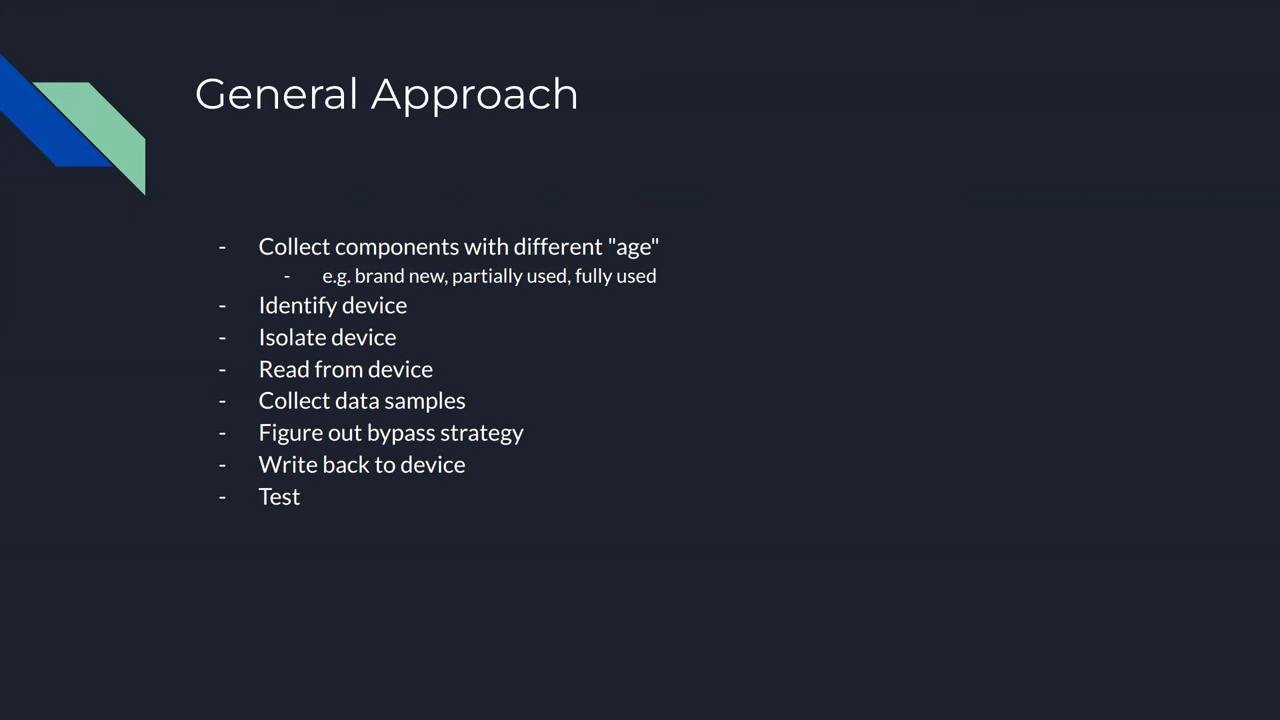 General Approach
- Collect components with different "age"
- e.g. brand new, partially used, fully used
- Identify device
- Isolate device
- Read from device
- Collect data samples
- Figure out bypass strategy
- Write back to device
- Test